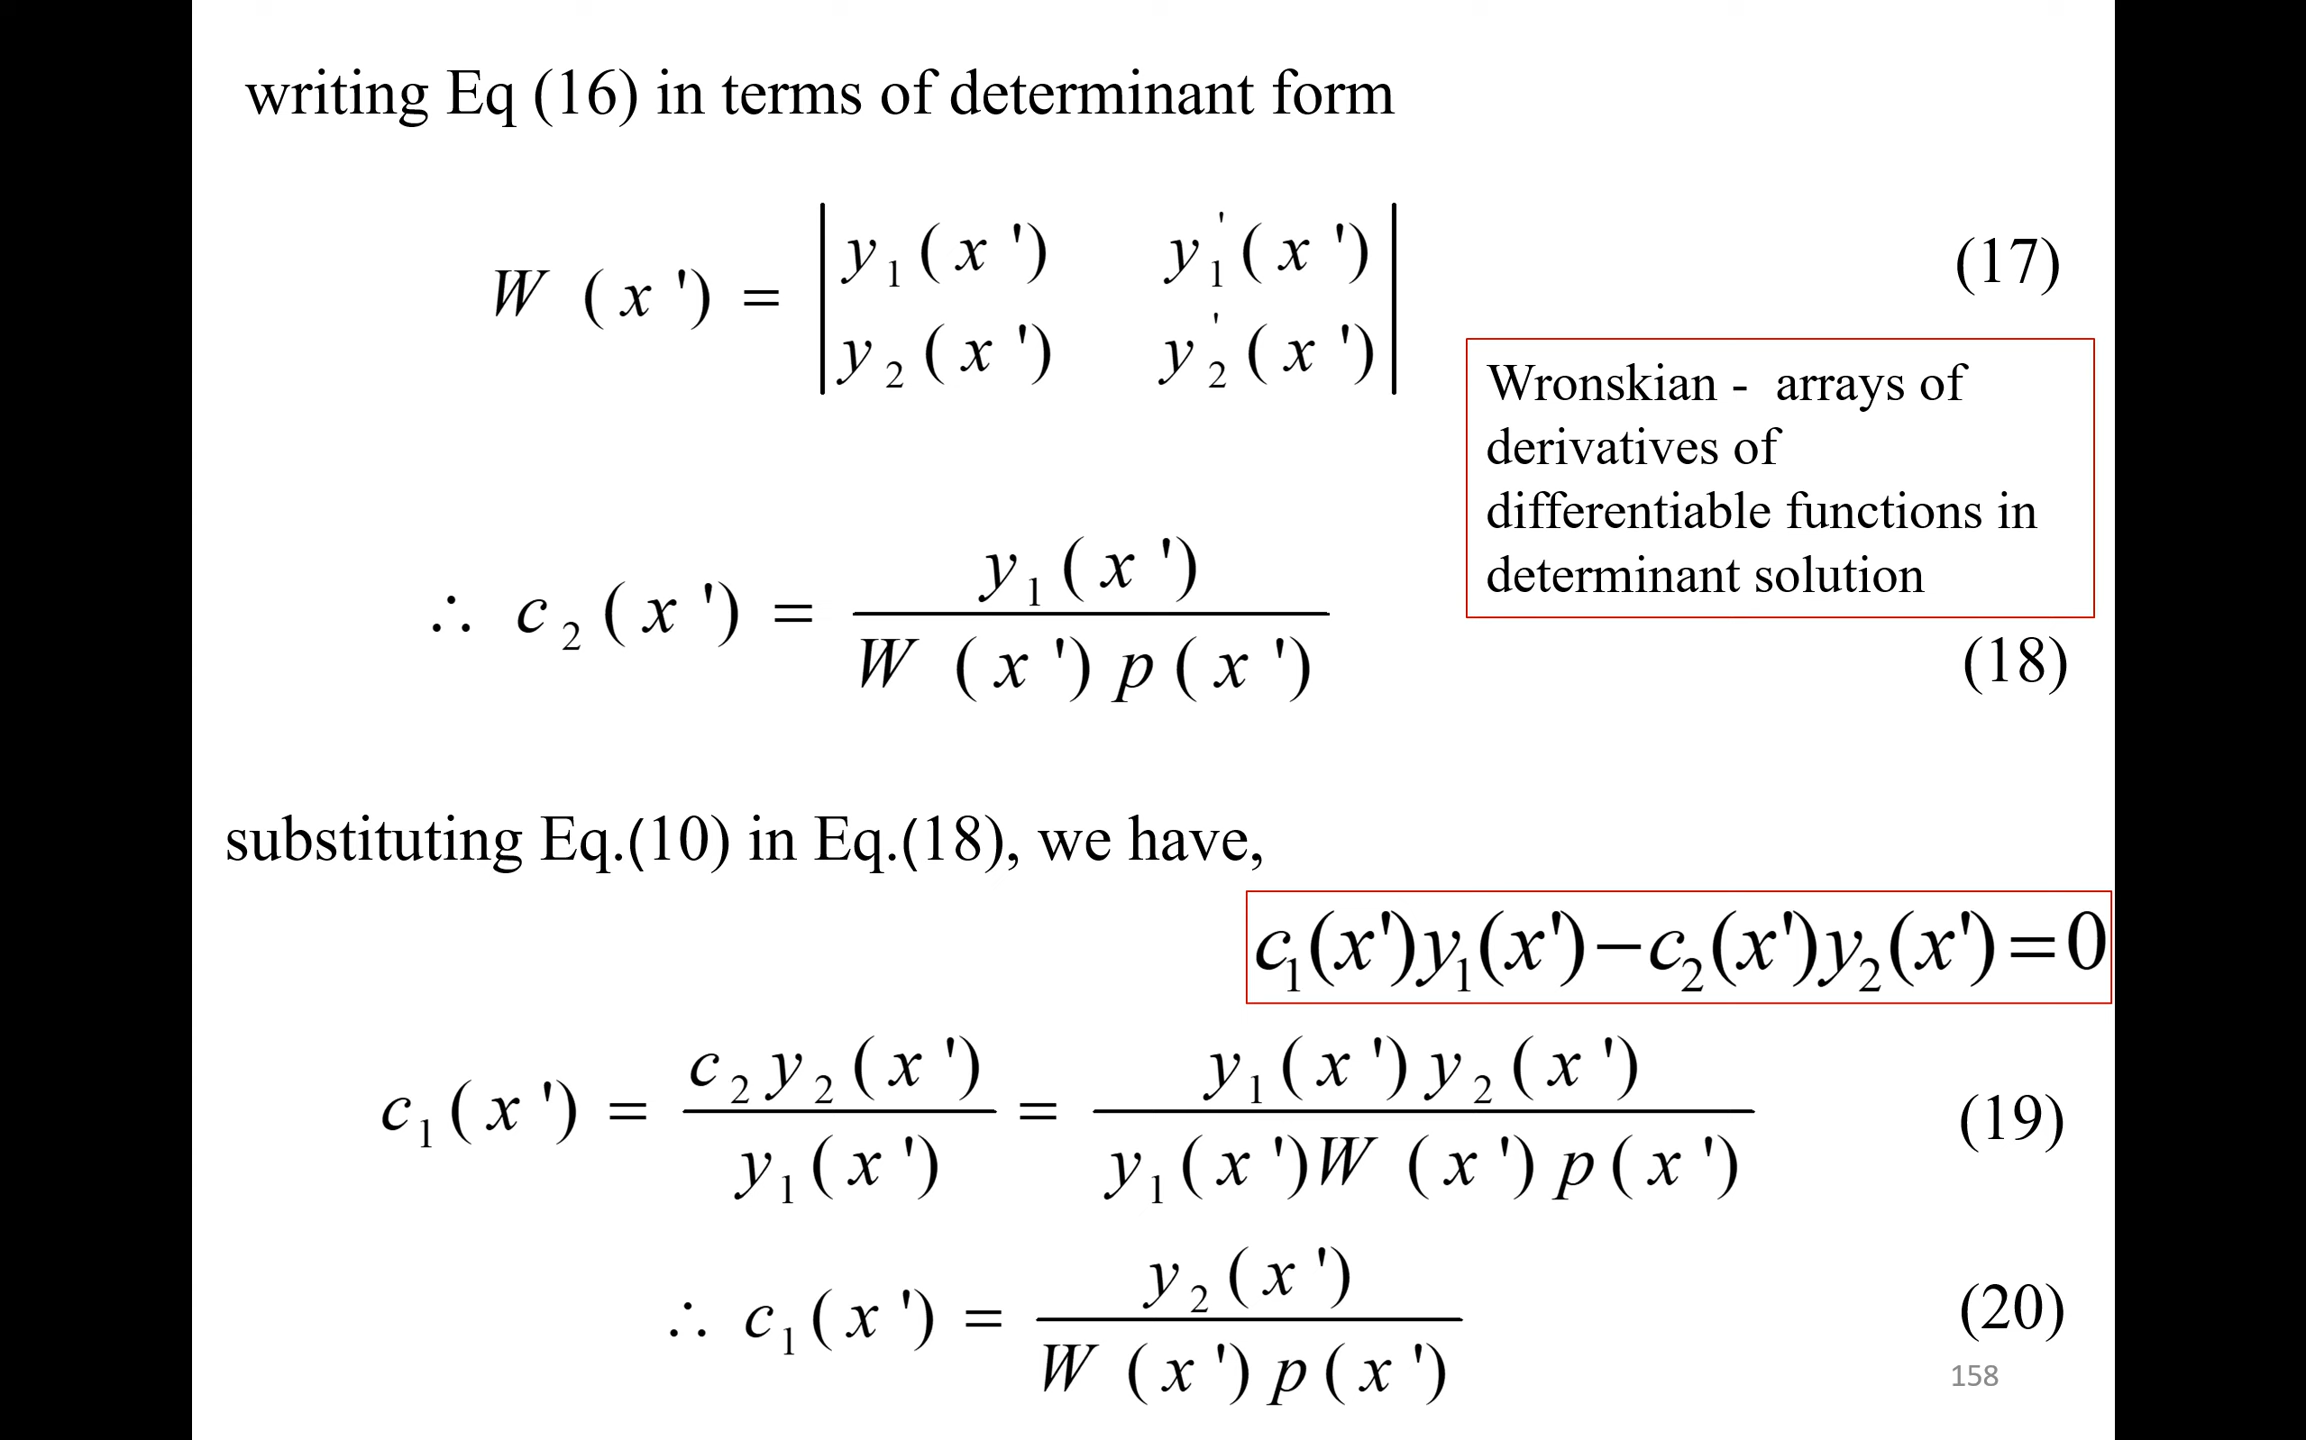 writing Eq (16) in terms of determinant form
W (x') = | y₁(x') y₁'(x') |
| y₂(x') y₂'(x') | (17)
Wronskian - arrays of
derivatives of
differentiable functions in
determinant solution
∴ c₂(x') = y₁(x') / W (x') p(x') (18)
substituting Eq.(10) in Eq.(18), we have,
c₁(x')y₁(x')−c₂(x')y₂(x')=0
c₁(x') = c₂y₂(x') / y₁(x') = y₁(x')y₂(x') / y₁(x')W (x')p(x') (19)
∴ c₁(x') = y₂(x') / W (x')p(x') (20)
158